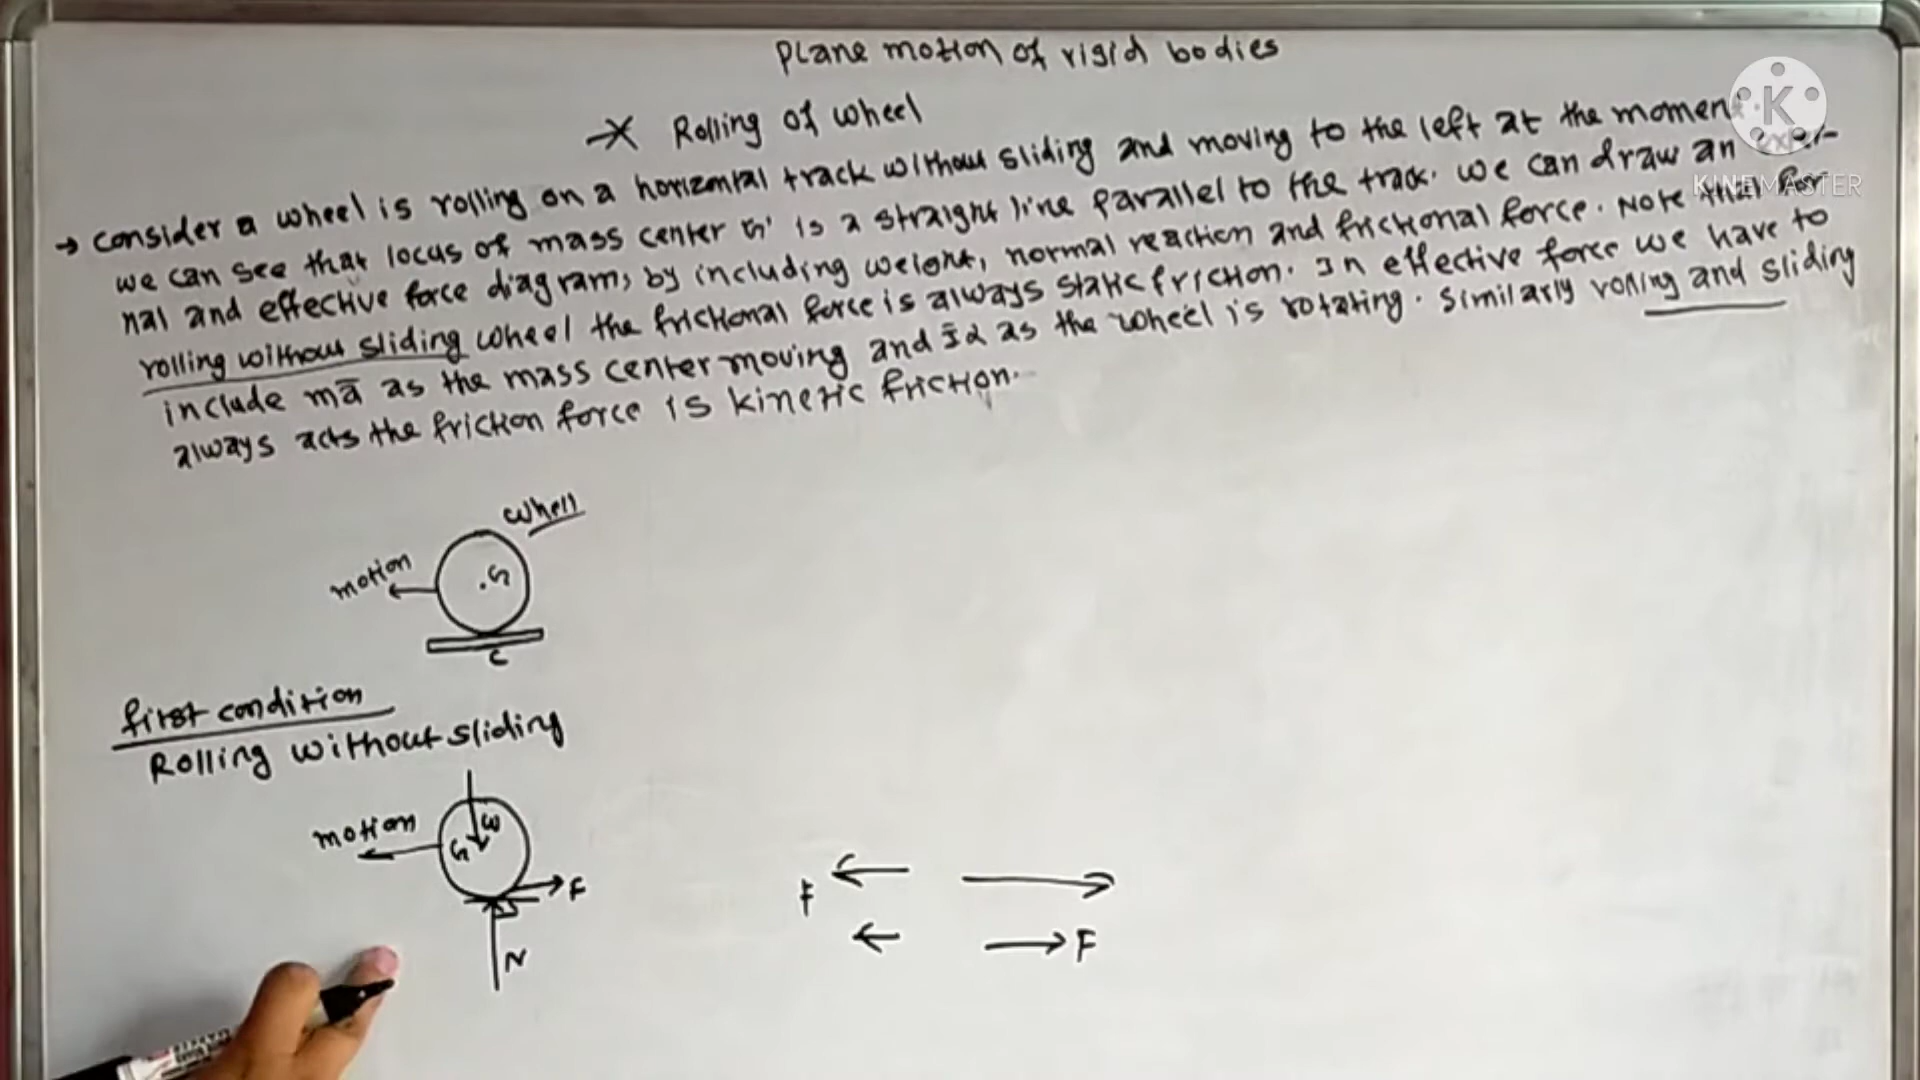 Plane motion of rigid bodies
Rolling of wheel
→ consider a wheel is rolling on a horizontal track without sliding and moving to the left at the moment
we can see that locus of mass center G' is a straight line parallel to the track. we can draw an
nal and effective force diagram, by including weight, normal reaction and frictional force. Note that for
rolling without sliding wheel the frictional force is always static friction. In effective force we have to
include mā as the mass center moving and Īα as the wheel is rotating. Similarly rolling and sliding
always acts the friction force is kinetic friction.
whell
motion
.G
C
first condition
Rolling without sliding
motion
G
W
F
N
F
F
K
KINEMASTER